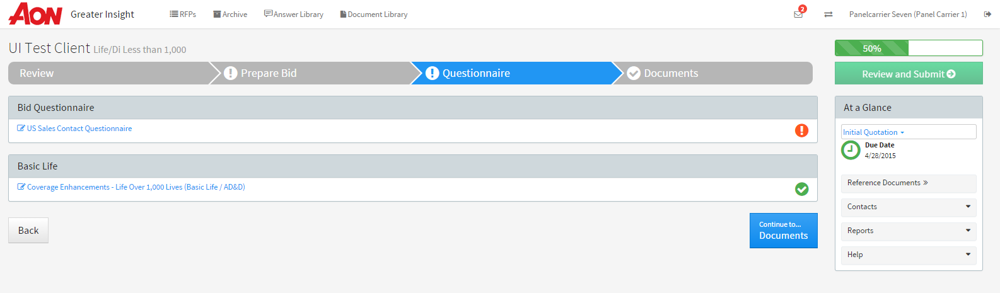 AON Greater Insight RFPs Archive Answer Library Document Library 2 Panelcarrier Seven (Panel Carrier 1)
UI Test Client Life/Di Less than 1,000
50%
Review Prepare Bid Questionnaire Documents
Review and Submit
Bid Questionnaire
US Sales Contact Questionnaire
Basic Life
Coverage Enhancements - Life Over 1,000 Lives (Basic Life / AD&D)
Back
Continue to...
Documents
At a Glance
Initial Quotation
Due Date
4/28/2015
Reference Documents »
Contacts
Reports
Help